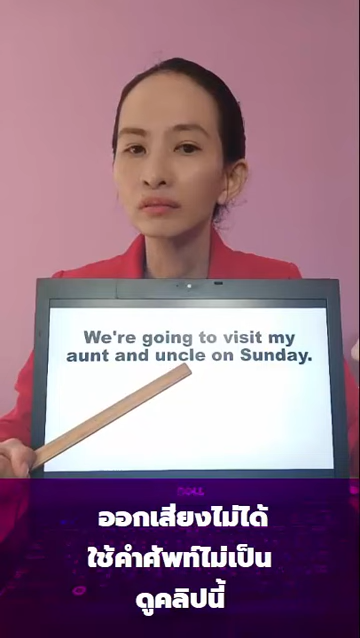 We're going to visit my
aunt and uncle on Sunday.
DELL
ออกเสียงไม่ได้
ใช้คำศัพท์ไม่เป็น
ดูคลิปนี้